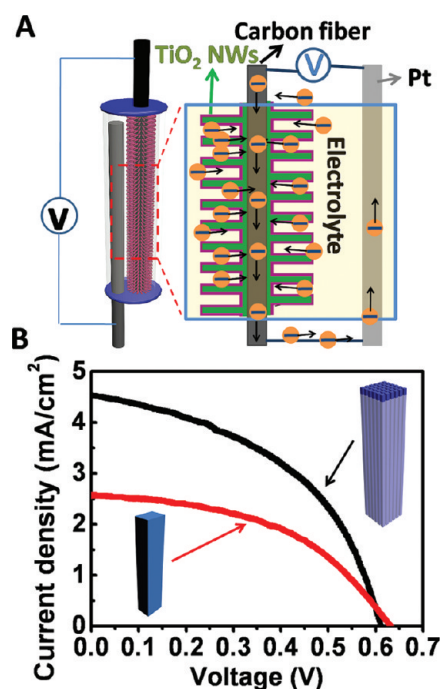 A
V
TiO2 NWs
Carbon fiber
V
Pt
Electrolyte
B
Current density (mA/cm²)
5
4
3
2
1
0
0.0 0.1 0.2 0.3 0.4 0.5 0.6 0.7
Voltage (V)